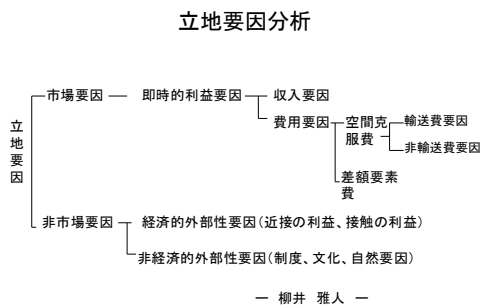 立地要因分析
立地要因
市場要因
即時的利益要因
収入要因
費用要因
空間克
服費
輸送費要因
非輸送費要因
差額要素
費
非市場要因
経済的外部性要因(近接の利益、接触の利益)
非経済的外部性要因(制度、文化、自然要因)
― 柳井 雅人 ―